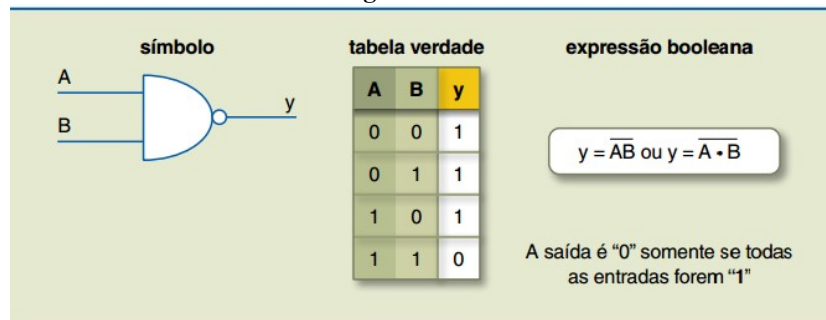 símbolo
A
B
y
tabela verdade
A B y
0 0 1
0 1 1
1 0 1
1 1 0
expressão booleana
y = A̅B̅ ou y = A̅ ̅•̅ ̅B̅
A saída é “0” somente se todas
as entradas forem “1”